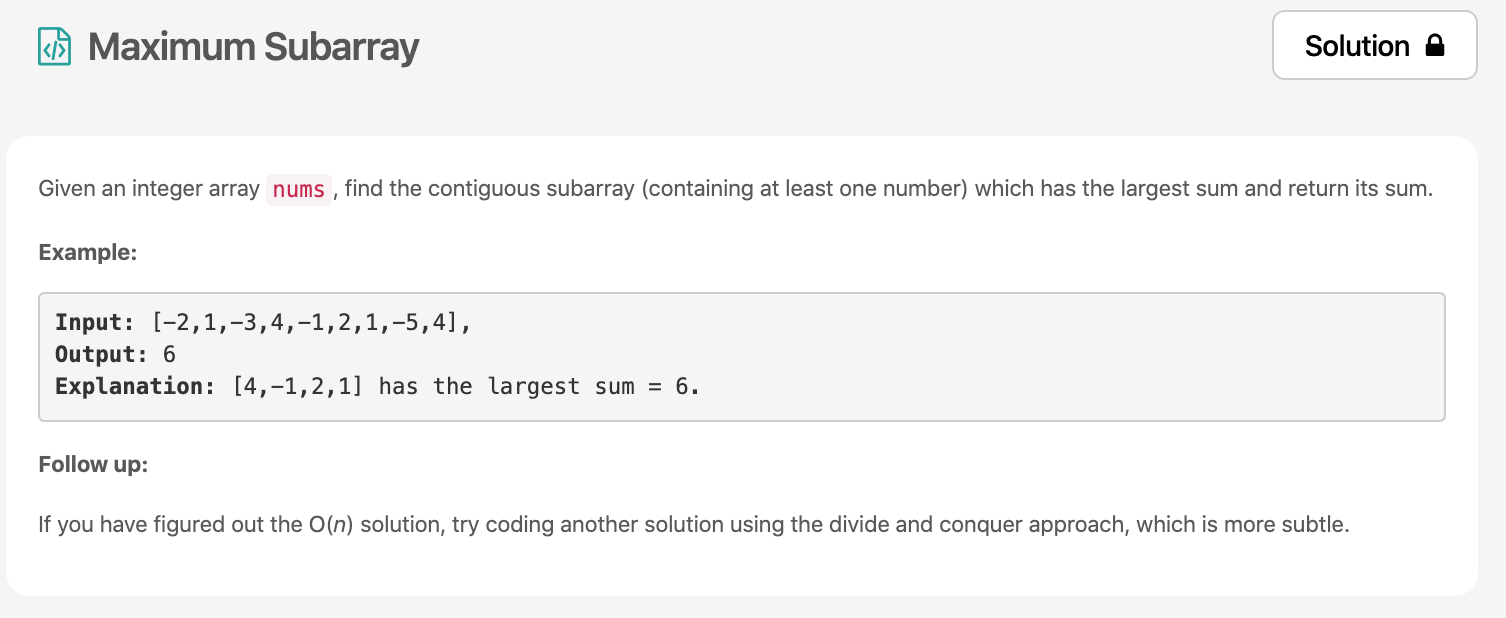 Maximum Subarray
Solution
Given an integer array nums, find the contiguous subarray (containing at least one number) which has the largest sum and return its sum.
Example:
Input: [-2,1,-3,4,-1,2,1,-5,4],
Output: 6
Explanation: [4,-1,2,1] has the largest sum = 6.
Follow up:
If you have figured out the O(n) solution, try coding another solution using the divide and conquer approach, which is more subtle.